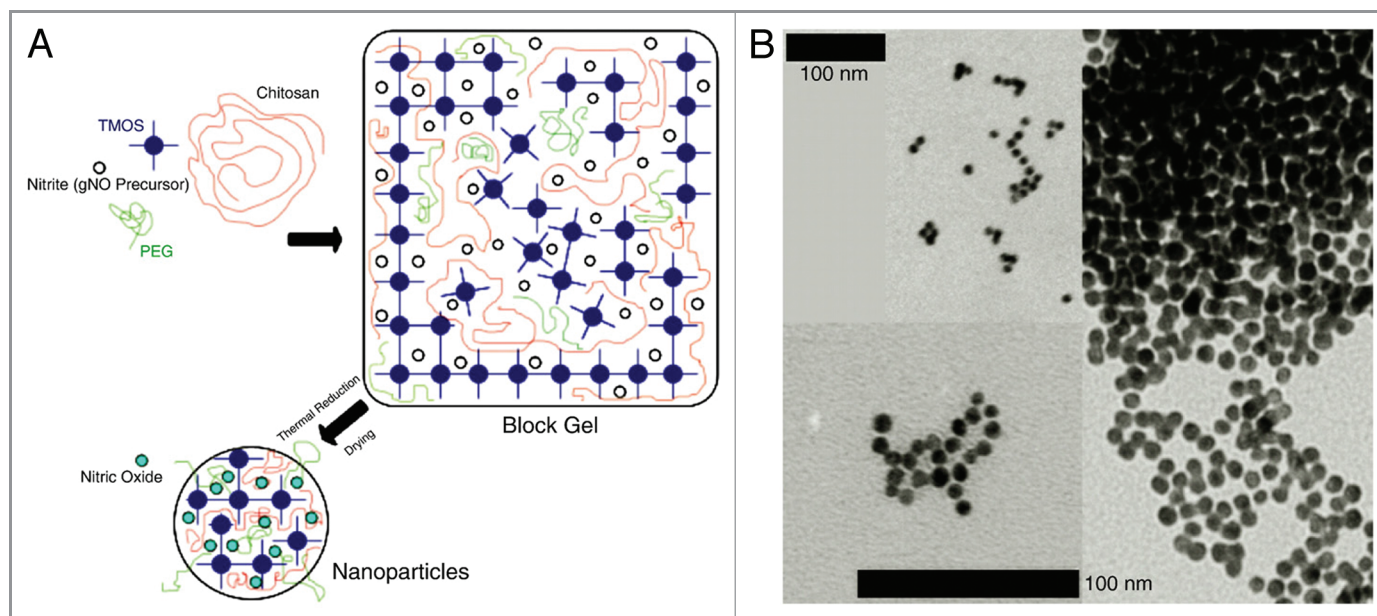 A
Chitosan
TMOS
Nitrite (gNO Precursor)
PEG
Block Gel
Thermal Reduction
Drying
Nitric Oxide
Nanoparticles
B
100 nm
100 nm